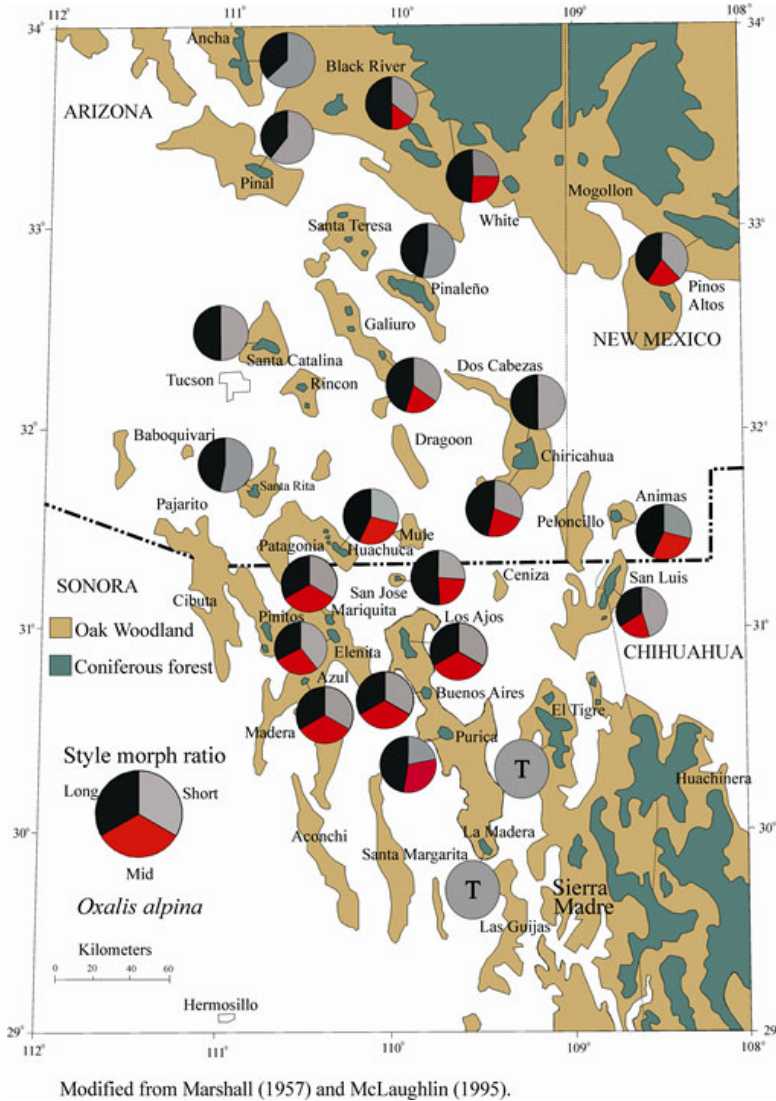 112
111°
110°
109°
108°
34°
34°
Ancha
Black River
ARIZONA
Pinal
Mogollon
White
33°
33°
Santa Teresa
Pinaleño
Pinos
Altos
Galiuro
NEW MEXICO
Santa Catalina
Dos Cabezas
Tucson
Rincon
32°
32°
Baboquivari
Dragoon
Chiricahua
Santa Rita
Pajarito
Animas
Peloncillo
Mule
Patagonia
Huachuca
SONORA
San Jose
Ceniza
San Luis
Cibuta
Mariquita
Oak Woodland
Pinitos
Los Ajos
31°
31°
Elenita
CHIHUAHUA
Coniferous forest
Azul
Buenos Aires
El Tigre
Madera
Purica
Style morph ratio
Long
Short
T
Huachinera
30°
30°
Aconchi
La Madera
Santa Margarita
Mid
T
Sierra
Madre
Oxalis alpina
Las Guijas
Kilometers
0 20 40 60
Hermosillo
29°
29°
112°
110°
109°
108°
Modified from Marshall (1957) and McLaughlin (1995).